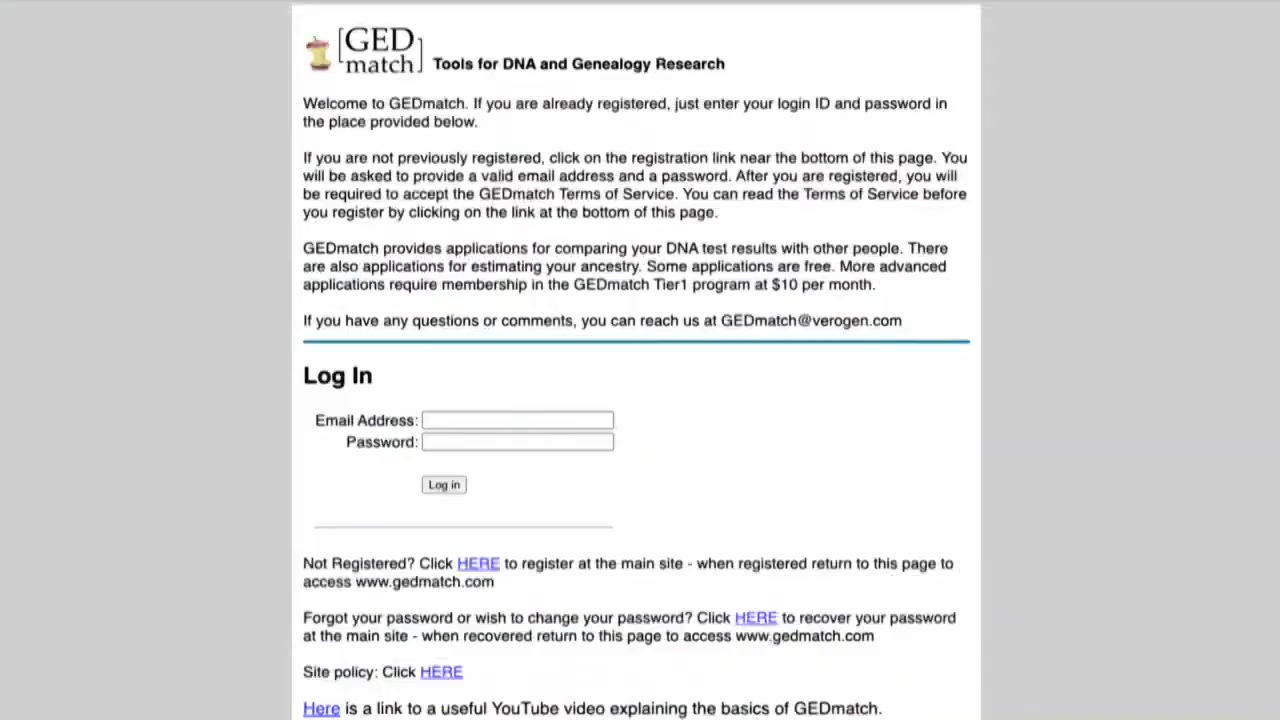 GED
match
Tools for DNA and Genealogy Research
Welcome to GEDmatch. If you are already registered, just enter your login ID and password in
the place provided below.
If you are not previously registered, click on the registration link near the bottom of this page. You
will be asked to provide a valid email address and a password. After you are registered, you will
be required to accept the GEDmatch Terms of Service. You can read the Terms of Service before
you register by clicking on the link at the bottom of this page.
GEDmatch provides applications for comparing your DNA test results with other people. There
are also applications for estimating your ancestry. Some applications are free. More advanced
applications require membership in the GEDmatch Tier1 program at $10 per month.
If you have any questions or comments, you can reach us at GEDmatch@verogen.com
Log In
Email Address:
Password:
Log in
Not Registered? Click HERE to register at the main site - when registered return to this page to
access www.gedmatch.com
Forgot your password or wish to change your password? Click HERE to recover your password
at the main site - when recovered return to this page to access www.gedmatch.com
Site policy: Click HERE
Here is a link to a useful YouTube video explaining the basics of GEDmatch.